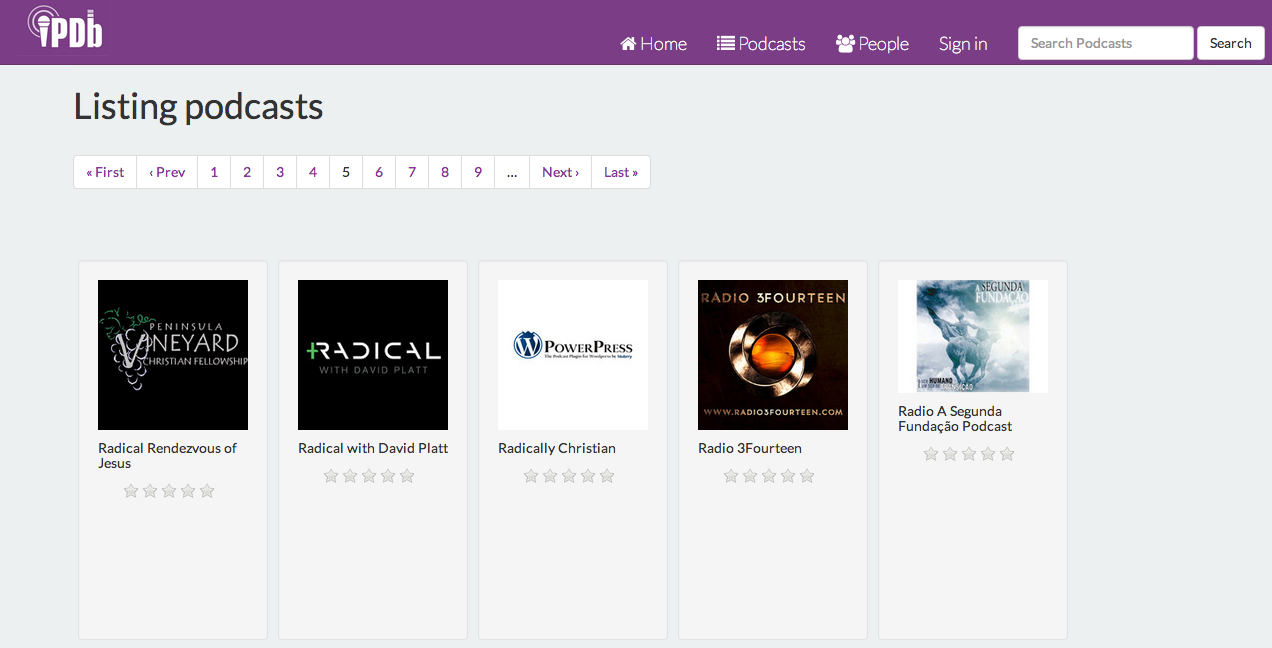 iPDb
Home
Podcasts
People
Sign in
Search Podcasts
Search
Listing podcasts
« First
‹ Prev
1
2
3
4
5
6
7
8
9
...
Next ›
Last »
PENINSULA
VINEYARD
CHRISTIAN FELLOWSHIP
Radical Rendezvous of
Jesus
RADICAL
WITH DAVID PLATT
Radical with David Platt
POWERPRESS
The Podcast Plugin for Wordpress by blubrry
Radically Christian
RADIO 3FOURTEEN
WWW.RADIO3FOURTEEN.COM
Radio 3Fourteen
A SEGUNDA
FUNDAÇÃO
HUMANO
Radio A Segunda
Fundação Podcast